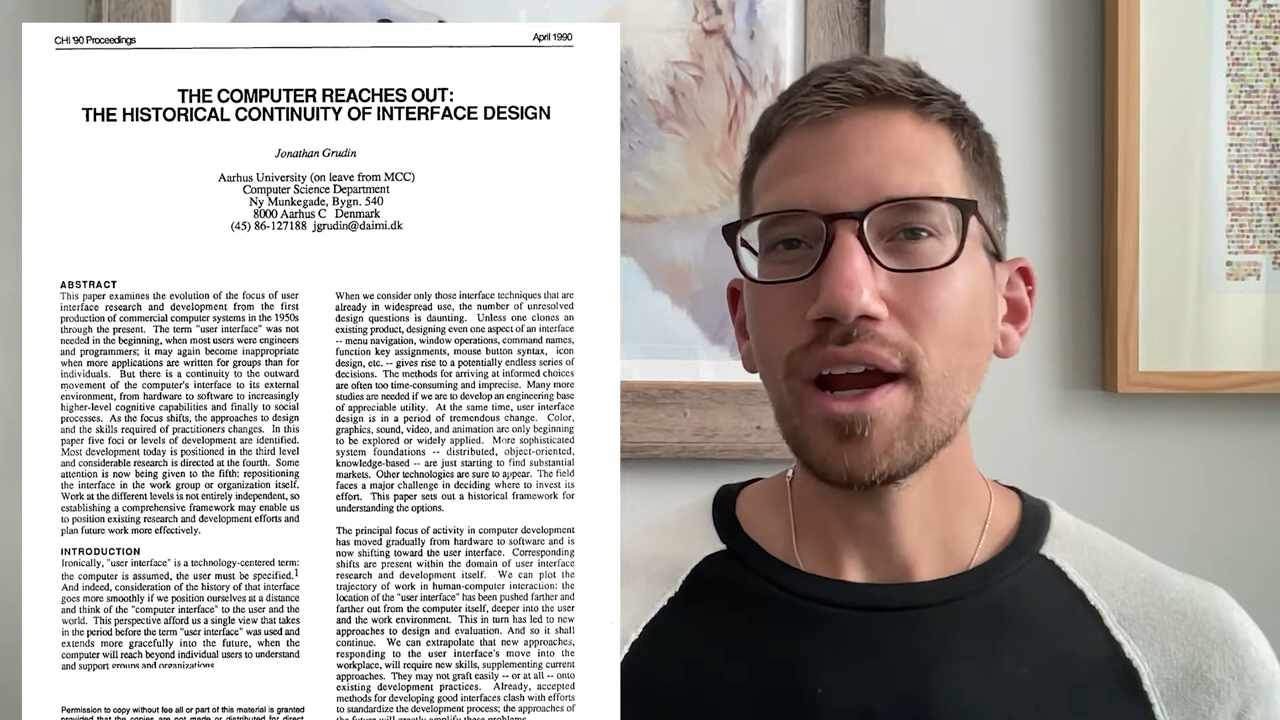 CHI '90 Proceedings
April 1990
THE COMPUTER REACHES OUT:
THE HISTORICAL CONTINUITY OF INTERFACE DESIGN
Jonathan Grudin
Aarhus University (on leave from MCC)
Computer Science Department
Ny Munkegade, Bygn. 540
8000 Aarhus C Denmark
(45) 86-127188 jgrudin@daimi.dk
ABSTRACT
This paper examines the evolution of the focus of user
interface research and development from the first
production of commercial computer systems in the 1950s
through the present. The term "user interface" was not
needed in the beginning, when most users were engineers
and programmers; it may again become inappropriate
when more applications are written for groups than for
individuals. But there is a continuity to the outward
movement of the computer's interface to its external
environment, from hardware to software to increasingly
higher-level cognitive capabilities and finally to social
processes. As the focus shifts, the approaches to design
and the skills required of practitioners changes. In this
paper five foci or levels of development are identified.
Most development today is positioned in the third level
and considerable research is directed at the fourth. Some
attention is now being given to the fifth: repositioning
the interface in the work group or organization itself.
Work at the different levels is not entirely independent, so
establishing a comprehensive framework may enable us
to position existing research and development efforts and
plan future work more effectively.
INTRODUCTION
Ironically, "user interface" is a technology-centered term:
the computer is assumed, the user must be specified.1
And indeed, consideration of the history of that interface
goes more smoothly if we position ourselves at a distance
and think of the "computer interface" to the user and the
world. This perspective afford us a single view that takes
in the period before the term "user interface" was used and
extends more gracefully into the future, when the
computer will reach beyond individual users to understand
and support groups and organizations.
Permission to copy without fee all or part of this material is granted
provided that the copies are not made or distributed for direct
When we consider only those interface techniques that are
already in widespread use, the number of unresolved
design questions is daunting. Unless one clones an
existing product, designing even one aspect of an interface
-- menu navigation, window operations, command names,
function key assignments, mouse button syntax, icon
design, etc. -- gives rise to a potentially endless series of
decisions. The methods for arriving at informed choices
are often too time-consuming and imprecise. Many more
studies are needed if we are to develop an engineering base
of appreciable utility. At the same time, user interface
design is in a period of tremendous change. Color,
graphics, sound, video, and animation are only beginning
to be explored or widely applied. More sophisticated
system foundations -- distributed, object-oriented,
knowledge-based -- are just starting to find substantial
markets. Other technologies are sure to appear. The field
faces a major challenge in deciding where to invest its
effort. This paper sets out a historical framework for
understanding the options.
The principal focus of activity in computer development
has moved gradually from hardware to software and is
now shifting toward the user interface. Corresponding
shifts are present within the domain of user interface
research and development itself. We can plot the
trajectory of work in human-computer interaction: the
location of the "user interface" has been pushed farther and
farther out from the computer itself, deeper into the user
and the work environment. This in turn has led to new
approaches to design and evaluation. And so it shall
continue. We can extrapolate that new approaches,
responding to the user interface's move into the
workplace, will require new skills, supplementing current
approaches. They may not graft easily -- or at all -- onto
existing development practices. Already, accepted
methods for developing good interfaces clash with efforts
to standardize the development process; the approaches of
the future will greatly amplify these problems.